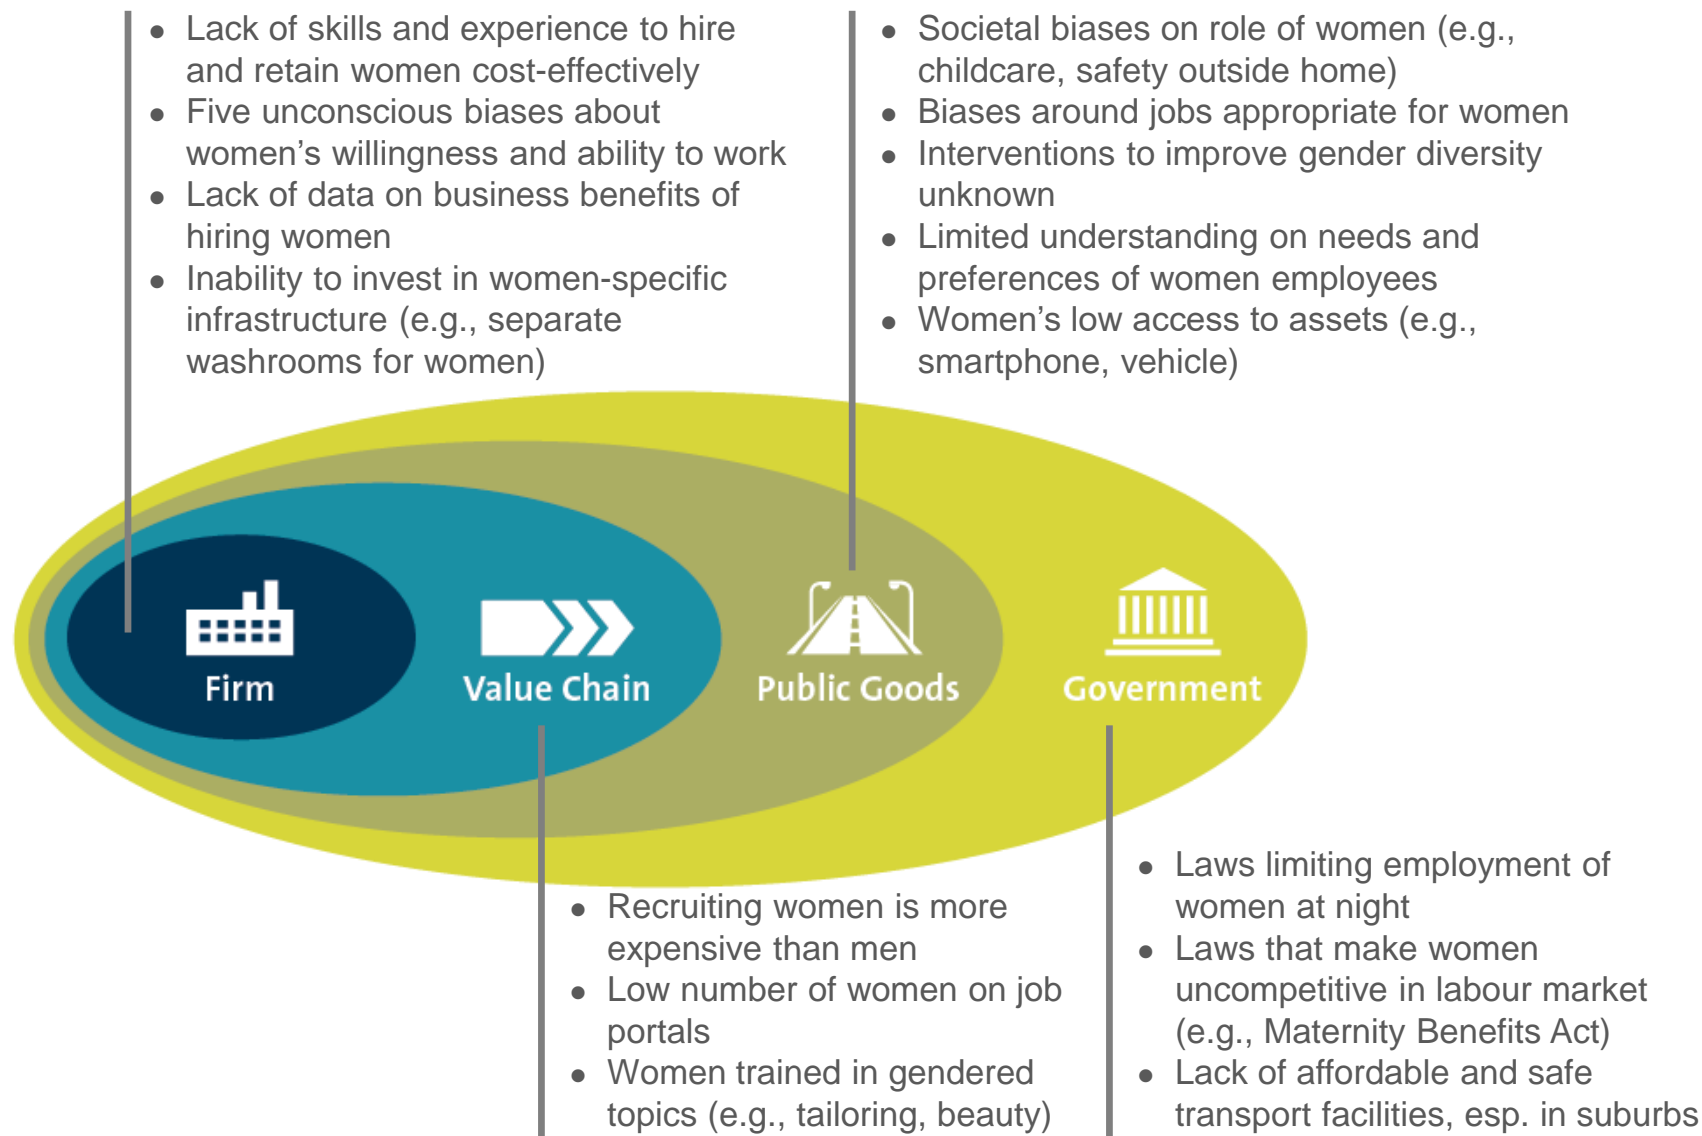 ● Lack of skills and experience to hire
and retain women cost-effectively
● Five unconscious biases about
women’s willingness and ability to work
● Lack of data on business benefits of
hiring women
● Inability to invest in women-specific
infrastructure (e.g., separate
washrooms for women)
● Societal biases on role of women (e.g.,
childcare, safety outside home)
● Biases around jobs appropriate for women
● Interventions to improve gender diversity
unknown
● Limited understanding on needs and
preferences of women employees
● Women’s low access to assets (e.g.,
smartphone, vehicle)
Firm
Value Chain
Public Goods
Government
● Recruiting women is more
expensive than men
● Low number of women on job
portals
● Women trained in gendered
topics (e.g., tailoring, beauty)
● Laws limiting employment of
women at night
● Laws that make women
uncompetitive in labour market
(e.g., Maternity Benefits Act)
● Lack of affordable and safe
transport facilities, esp. in suburbs